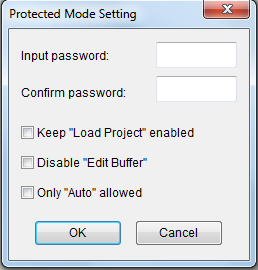 Protected Mode Setting
Input password:
Confirm password:
Keep "Load Project" enabled
Disable "Edit Buffer"
Only "Auto" allowed
OK Cancel